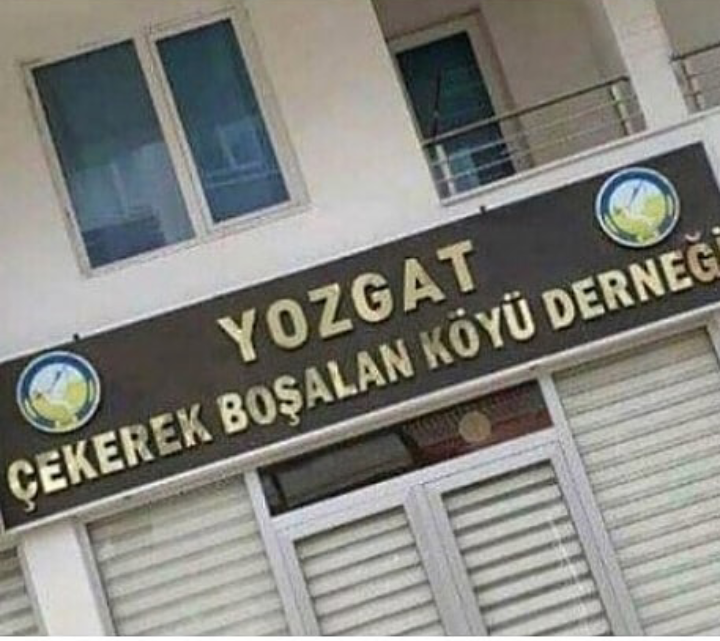 YOZGAT
ÇEKEREK BOŞALAN KÖYÜ DERNEĞİ